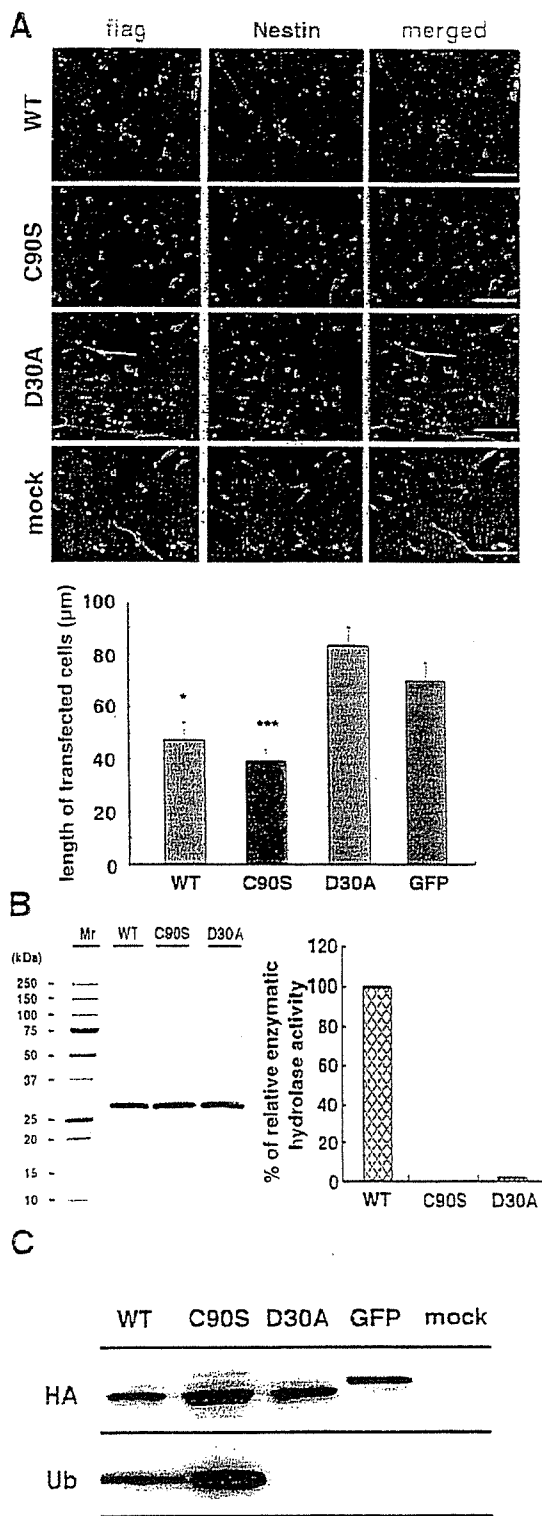 A
flag Nestin merged
WT
C90S
D30A
mock
length of transfected cells (μm)
100
80
60
40
20
0
* ***
WT C90S D30A GFP
B
Mr WT C90S D30A
(kDa)
250
150
100
75
50
37
25
20
15
10
% of relative enzymatic
hydrolase activity
120
100
80
60
40
20
0
WT C90S D30A
C
WT C90S D30A GFP mock
HA
Ub